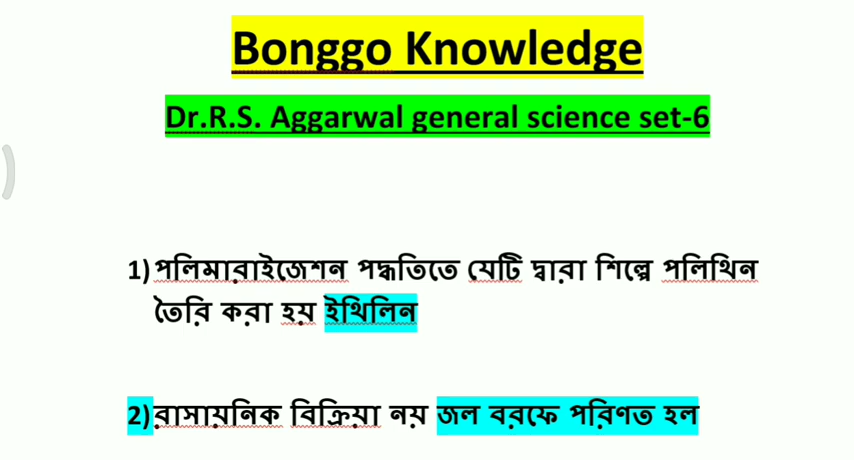 Bonggo Knowledge
Dr.R.S. Aggarwal general science set-6
1) পলিমারাইজেশন পদ্ধতিতে যেটি দ্বারা শিল্পে পলিথিন
তৈরি করা হয় ইথিলিন
2) রাসায়নিক বিক্রিয়া নয় জল বরফে পরিণত হল